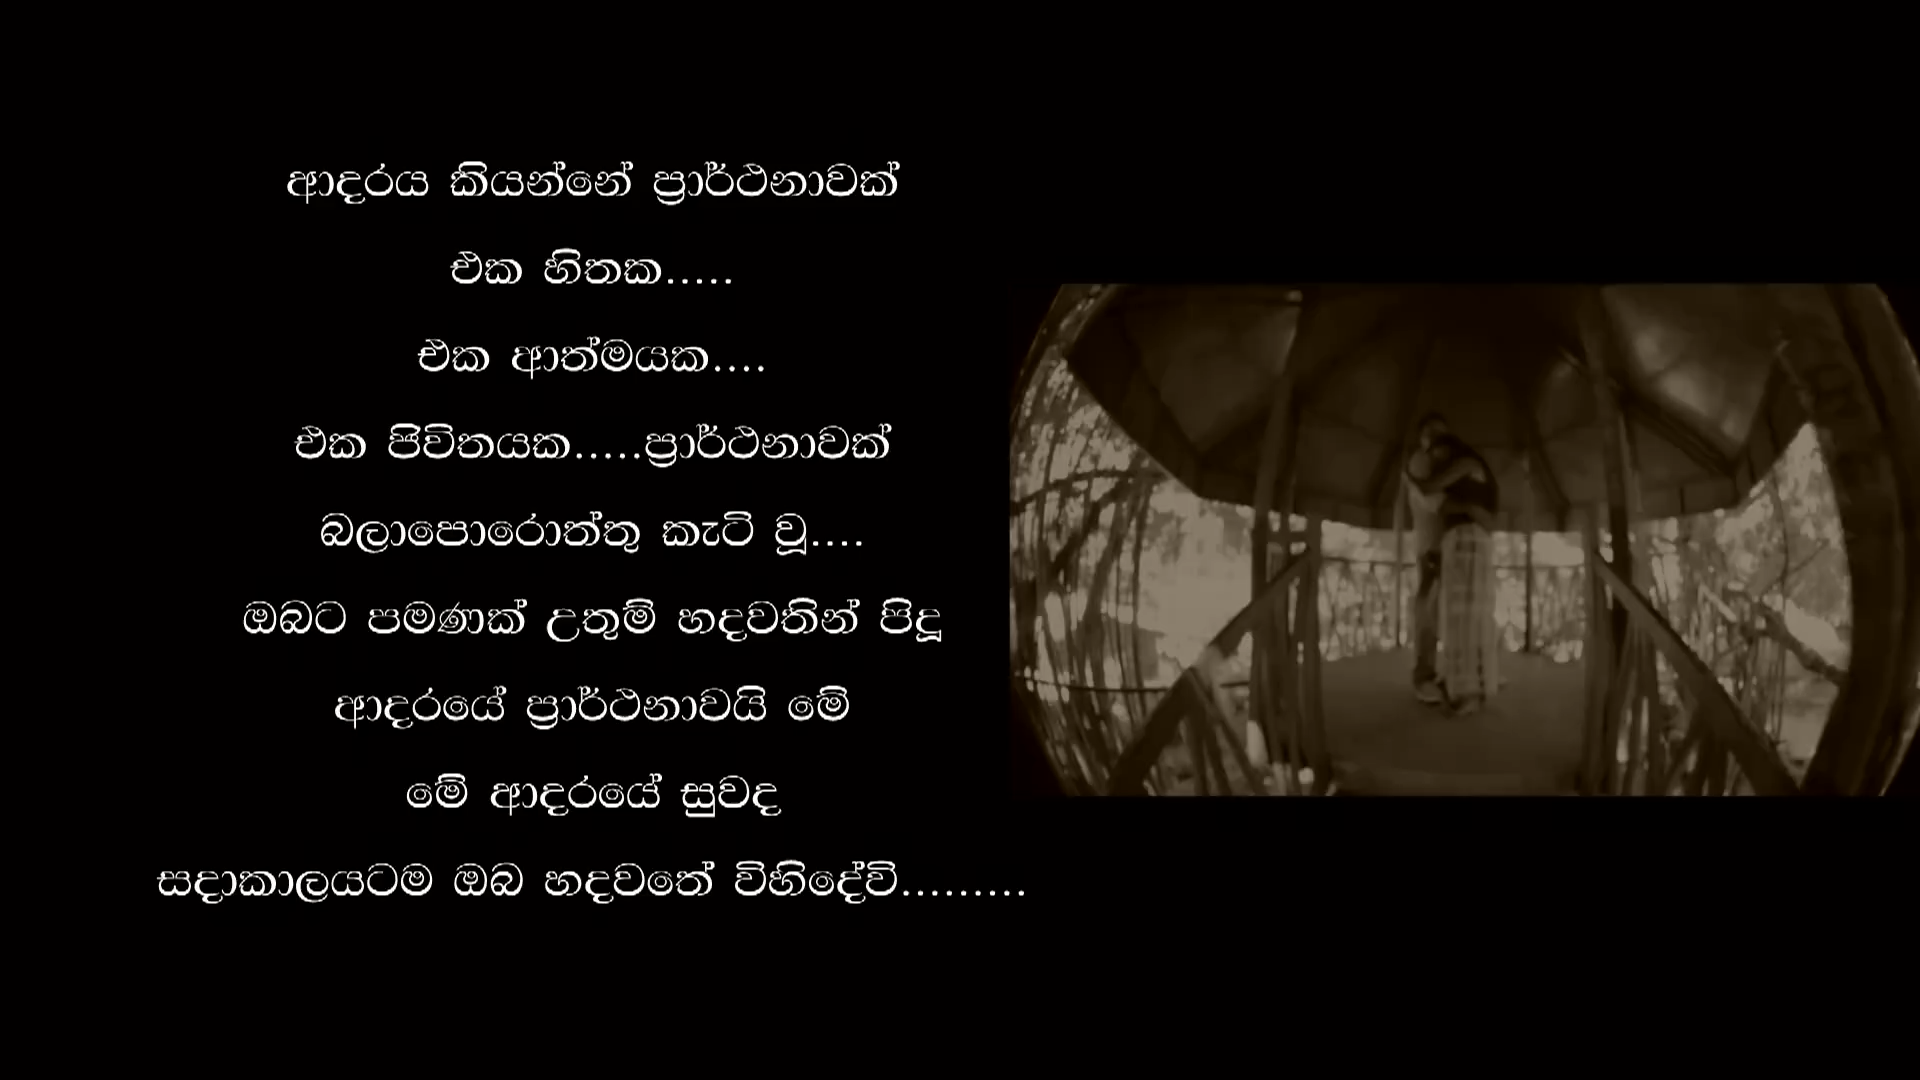 ආදරය කියන්නේ ප්‍රාර්ථනාවක්
එක හිතක.....
එක ආත්මයක....
එක ජිවිතයක.....ප්‍රාර්ථනාවක්
බලාපොරොත්තු කැටි වූ....
ඔබට පමණක් උතුම් හදවතින් පිදූ
ආදරයේ ප්‍රාර්ථනාවයි මේ
මේ ආදරයේ සුවද
සදාකාලයටම ඔබ හදවතේ විහිදේවි.........